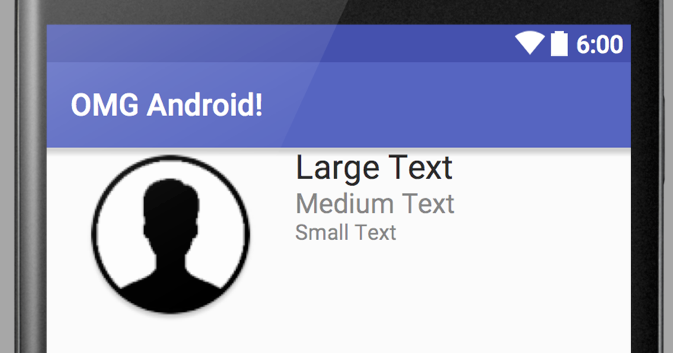 6:00
OMG Android!
Large Text
Medium Text
Small Text